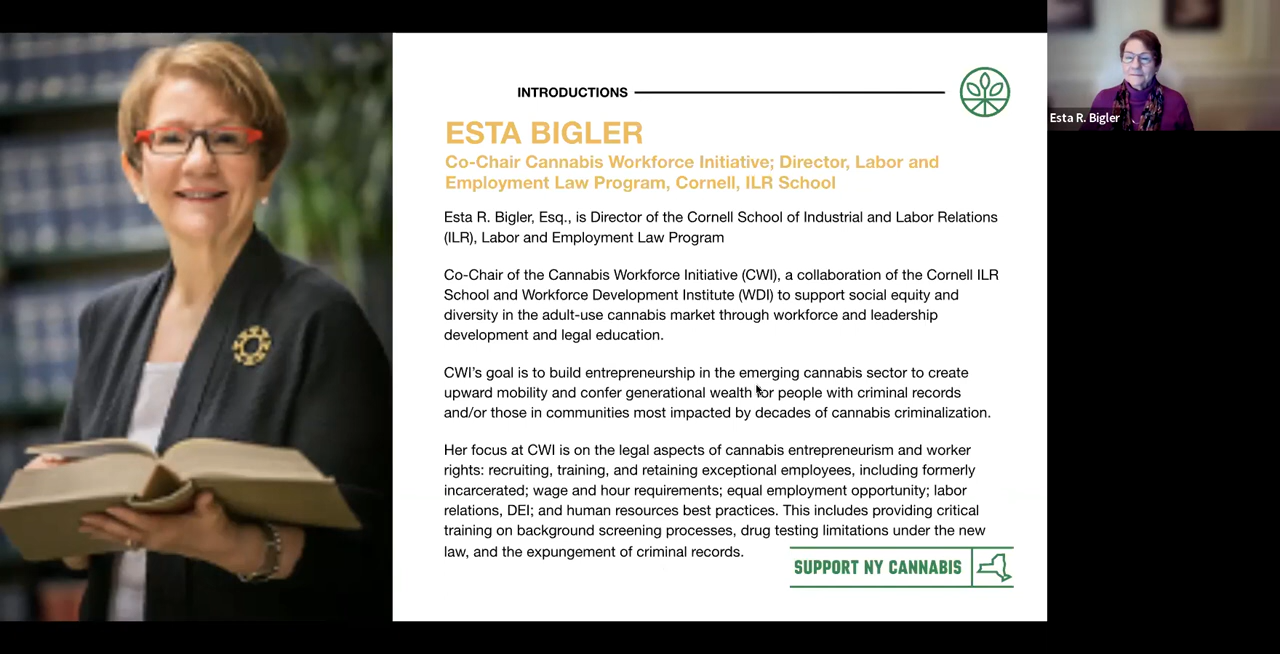 INTRODUCTIONS
ESTA BIGLER
Co-Chair Cannabis Workforce Initiative; Director, Labor and
Employment Law Program, Cornell, ILR School
Esta R. Bigler, Esq., is Director of the Cornell School of Industrial and Labor Relations
(ILR), Labor and Employment Law Program
Co-Chair of the Cannabis Workforce Initiative (CWI), a collaboration of the Cornell ILR
School and Workforce Development Institute (WDI) to support social equity and
diversity in the adult-use cannabis market through workforce and leadership
development and legal education.
CWI’s goal is to build entrepreneurship in the emerging cannabis sector to create
upward mobility and confer generational wealth for people with criminal records
and/or those in communities most impacted by decades of cannabis criminalization.
Her focus at CWI is on the legal aspects of cannabis entrepreneurism and worker
rights: recruiting, training, and retaining exceptional employees, including formerly
incarcerated; wage and hour requirements; equal employment opportunity; labor
relations, DEI; and human resources best practices. This includes providing critical
training on background screening processes, drug testing limitations under the new
law, and the expungement of criminal records.
SUPPORT NY CANNABIS
Esta R. Bigler